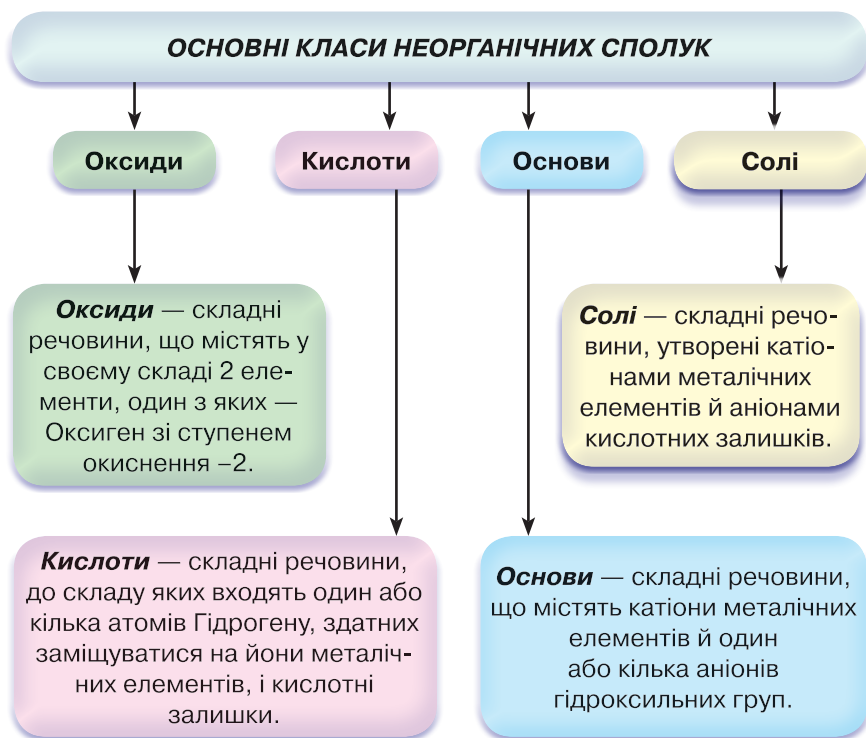 ОСНОВНІ КЛАСИ НЕОРГАНІЧНИХ СПОЛУК
Оксиди
Кислоти
Основи
Солі
Оксиди — складні
речовини, що містять у
своєму складі 2 еле-
менти, один з яких —
Оксиген зі ступенем
окиснення –2.
Солі — складні речо-
вини, утворені катіо-
нами металічних
елементів й аніонами
кислотних залишків.
Кислоти — складні речовини,
до складу яких входять один або
кілька атомів Гідрогену, здатних
заміщуватися на йони металіч-
них елементів, і кислотні
залишки.
Основи — складні речовини,
що містять катіони металічних
елементів й один
або кілька аніонів
гідроксильних груп.